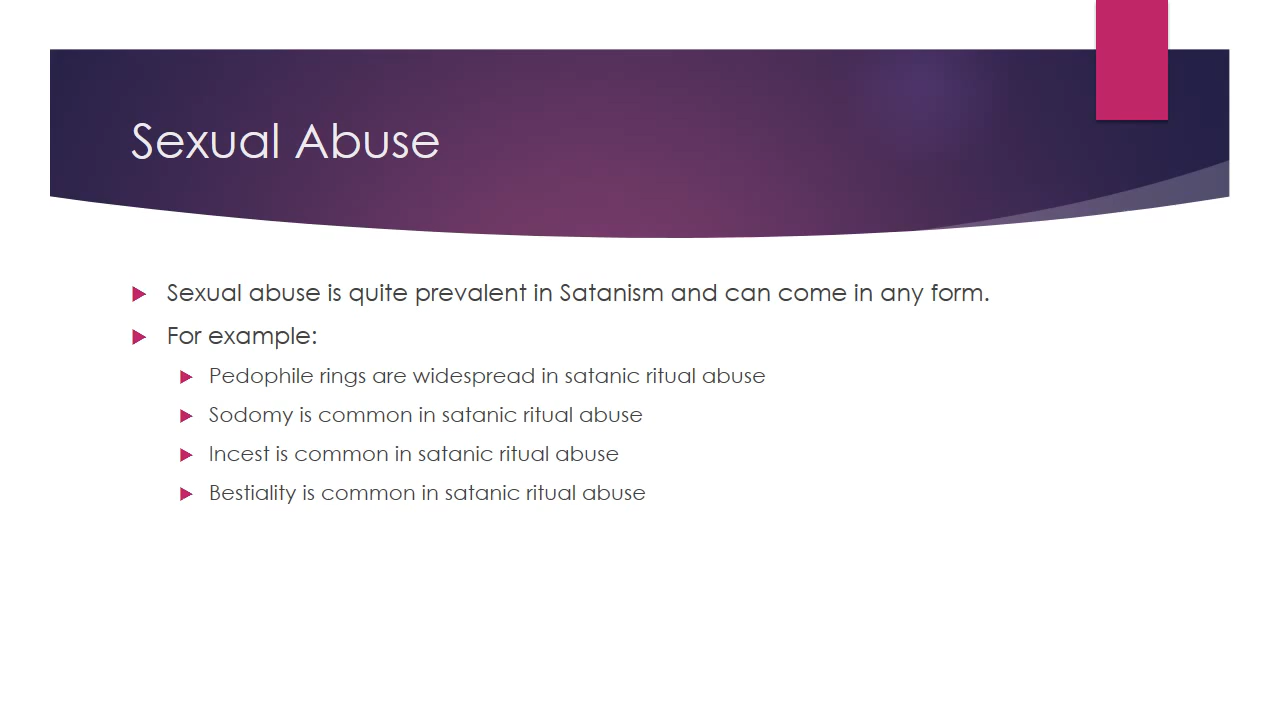 Sexual Abuse
Sexual abuse is quite prevalent in Satanism and can come in any form.
For example:
Pedophile rings are widespread in satanic ritual abuse
Sodomy is common in satanic ritual abuse
Incest is common in satanic ritual abuse
Bestiality is common in satanic ritual abuse